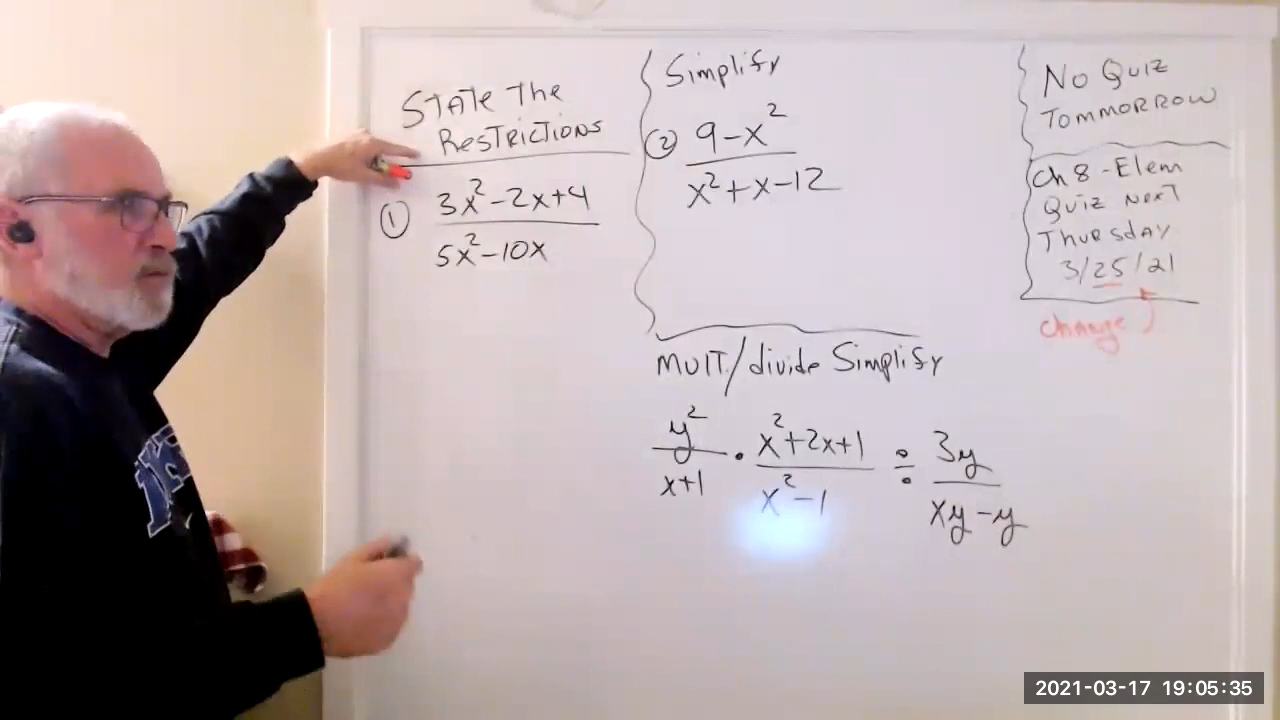 STATE THE
RESTRICTIONS
① 3x²-2x+4
5x²-10x
Simplify
② 9-x²
x²+x-12
MULT/divide Simplify
y²/x+1 · x²+2x+1/x²-1 ÷ 3y/xy-y
No Quiz
TOMMORROW
Ch 8 - Elem
Quiz Next
Thursday
3/25/21
change
2021-03-17 19:05:35